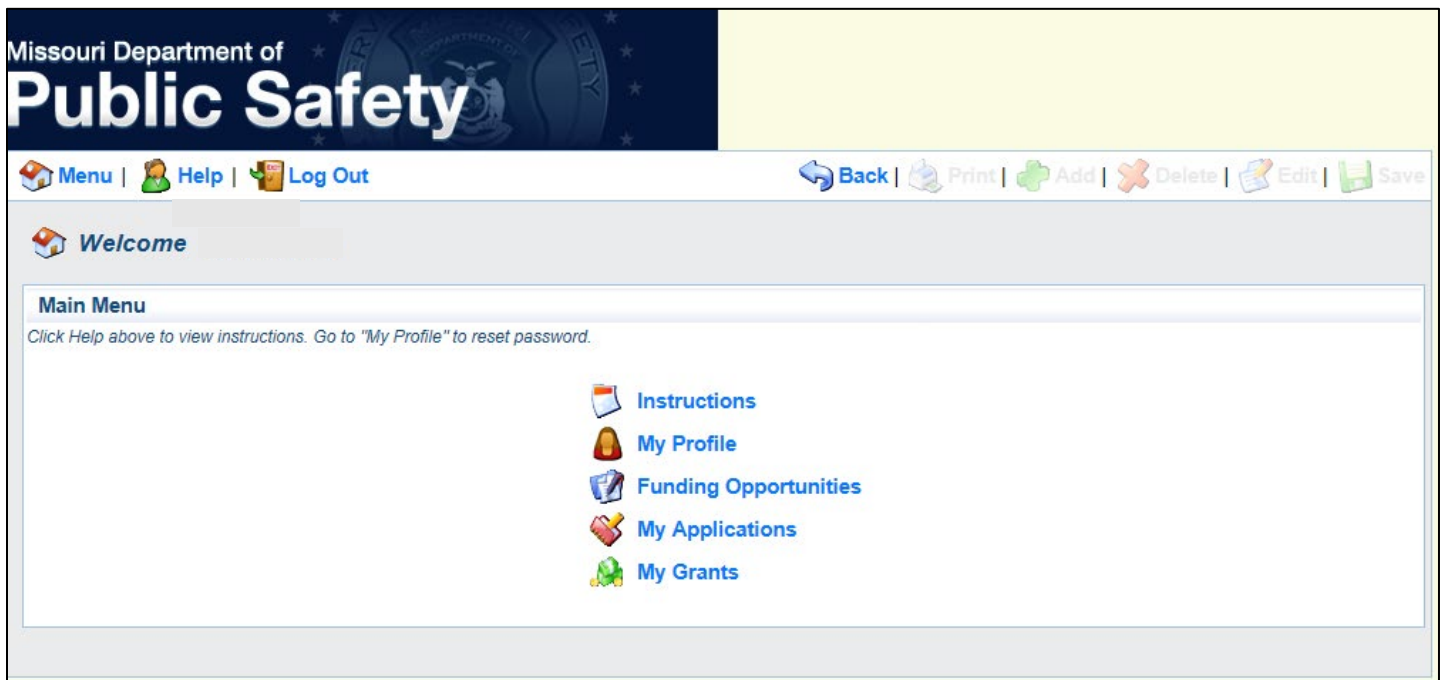 Missouri Department of
Public Safety
Menu | Help | Log Out
Back | Print | Add | Delete | Edit | Save
Welcome
Main Menu
Click Help above to view instructions. Go to "My Profile" to reset password.
Instructions
My Profile
Funding Opportunities
My Applications
My Grants